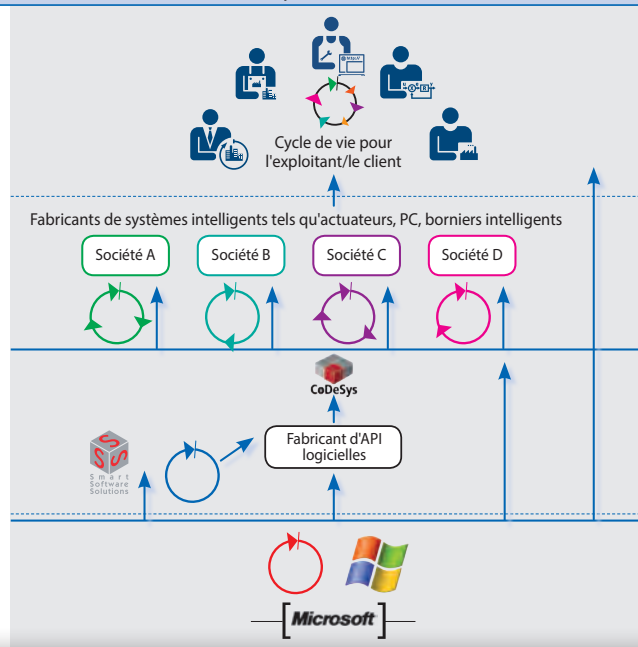 Cycle de vie pour
l'exploitant/le client
Fabricants de systèmes intelligents tels qu'actuateurs, PC, borniers intelligents
Société A
Société B
Société C
Société D
CoDeSys
Fabricant d'API
logicielles
S S S
Smart
Software
Solutions
Microsoft